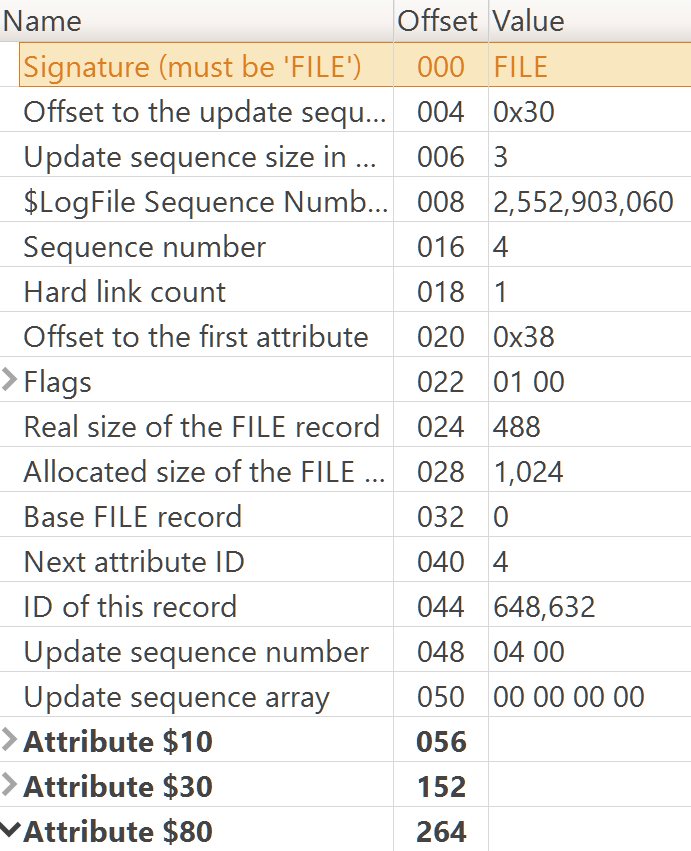 Name Offset Value
Signature (must be 'FILE') 000 FILE
Offset to the update sequ... 004 0x30
Update sequence size in ... 006 3
$LogFile Sequence Numb... 008 2,552,903,060
Sequence number 016 4
Hard link count 018 1
Offset to the first attribute 020 0x38
Flags 022 01 00
Real size of the FILE record 024 488
Allocated size of the FILE ... 028 1,024
Base FILE record 032 0
Next attribute ID 040 4
ID of this record 044 648,632
Update sequence number 048 04 00
Update sequence array 050 00 00 00 00
Attribute $10 056
Attribute $30 152
Attribute $80 264